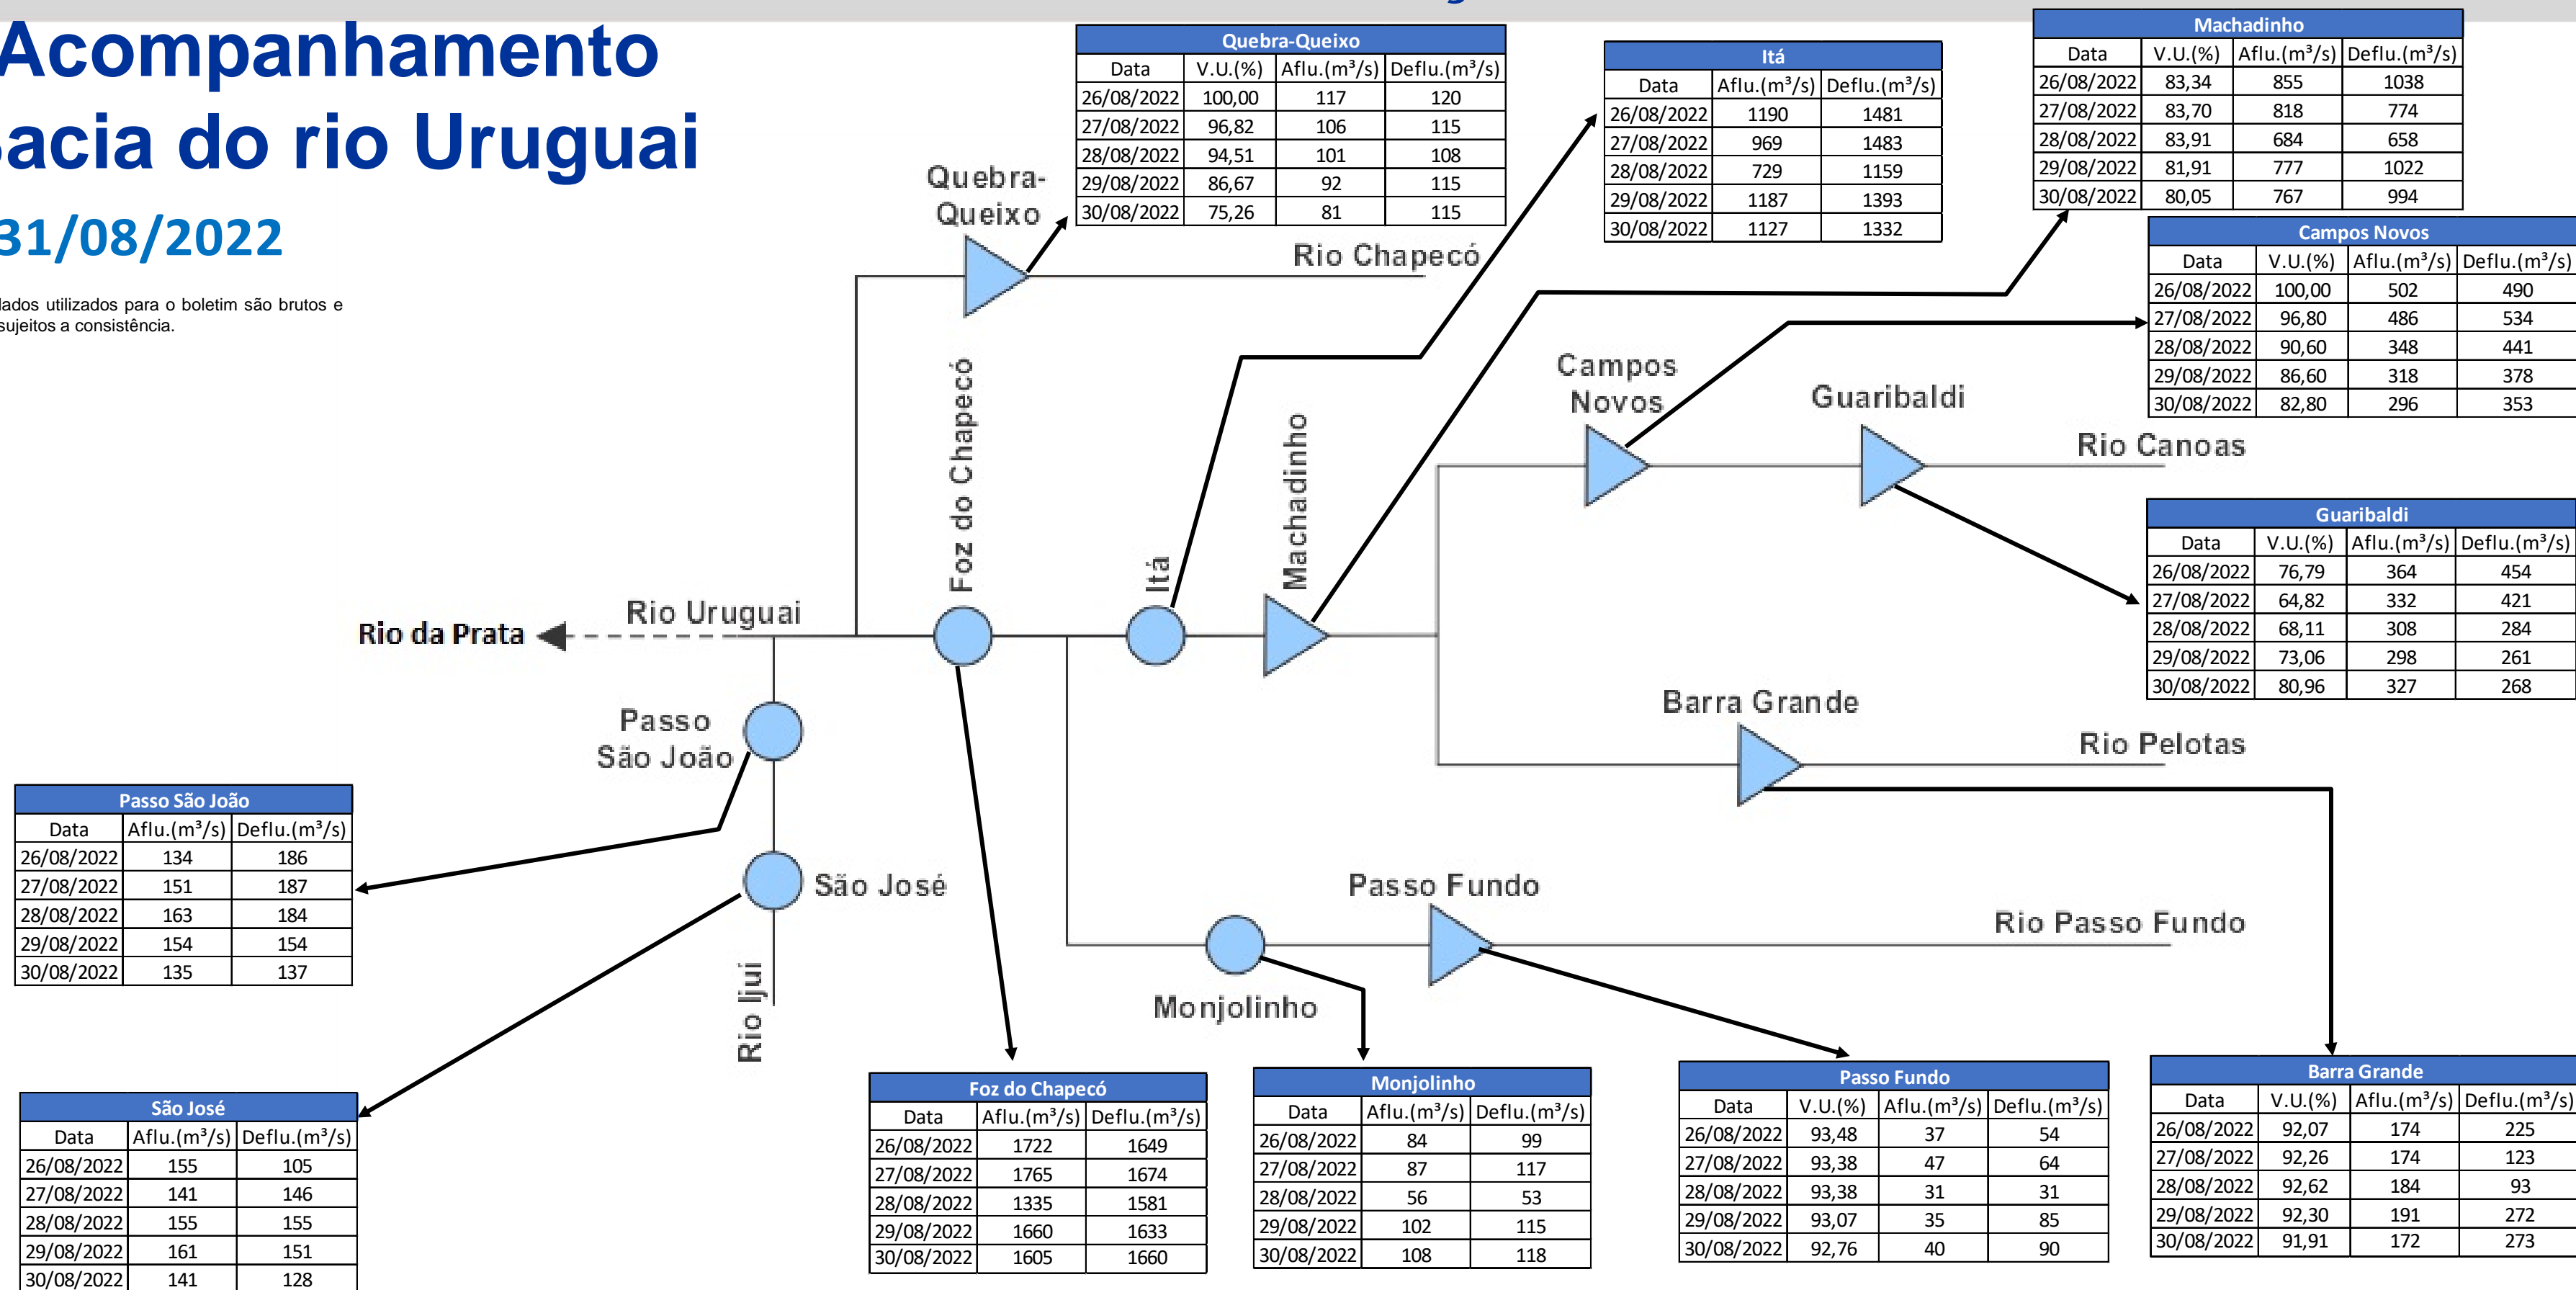 Acompanhamento
acia do rio Uruguai
31/08/2022
dados utilizados para o boletim são brutos e
sujeitos a consistência.
Quebra-Queixo
Data V.U.(%) Aflu.(m³/s) Deflu.(m³/s)
26/08/2022 100,00 117 120
27/08/2022 96,82 106 115
28/08/2022 94,51 101 108
29/08/2022 86,67 92 115
30/08/2022 75,26 81 115
Itá
Data Aflu.(m³/s) Deflu.(m³/s)
26/08/2022 1190 1481
27/08/2022 969 1483
28/08/2022 729 1159
29/08/2022 1187 1393
30/08/2022 1127 1332
Machadinho
Data V.U.(%) Aflu.(m³/s) Deflu.(m³/s)
26/08/2022 83,34 855 1038
27/08/2022 83,70 818 774
28/08/2022 83,91 684 658
29/08/2022 81,91 777 1022
30/08/2022 80,05 767 994
Campos Novos
Data V.U.(%) Aflu.(m³/s) Deflu.(m³/s)
26/08/2022 100,00 502 490
27/08/2022 96,80 486 534
28/08/2022 90,60 348 441
29/08/2022 86,60 318 378
30/08/2022 82,80 296 353
Quebra-
Queixo
Rio Chapecó
Foz do Chapecó
Itá
Machadinho
Campos
Novos
Guaribaldi
Rio Canoas
Guaribaldi
Data V.U.(%) Aflu.(m³/s) Deflu.(m³/s)
26/08/2022 76,79 364 454
27/08/2022 64,82 332 421
28/08/2022 68,11 308 284
29/08/2022 73,06 298 261
30/08/2022 80,96 327 268
Rio da Prata
Rio Uruguai
Passo
São João
Barra Grande
Rio Pelotas
Passo São João
Data Aflu.(m³/s) Deflu.(m³/s)
26/08/2022 134 186
27/08/2022 151 187
28/08/2022 163 184
29/08/2022 154 154
30/08/2022 135 137
São José
Rio Ijuí
Passo Fundo
Rio Passo Fundo
Monjolinho
São José
Data Aflu.(m³/s) Deflu.(m³/s)
26/08/2022 155 105
27/08/2022 141 146
28/08/2022 155 155
29/08/2022 161 151
30/08/2022 141 128
Foz do Chapecó
Data Aflu.(m³/s) Deflu.(m³/s)
26/08/2022 1722 1649
27/08/2022 1765 1674
28/08/2022 1335 1581
29/08/2022 1660 1633
30/08/2022 1605 1660
Monjolinho
Data Aflu.(m³/s) Deflu.(m³/s)
26/08/2022 84 99
27/08/2022 87 117
28/08/2022 56 53
29/08/2022 102 115
30/08/2022 108 118
Passo Fundo
Data V.U.(%) Aflu.(m³/s) Deflu.(m³/s)
26/08/2022 93,48 37 54
27/08/2022 93,38 47 64
28/08/2022 93,38 31 31
29/08/2022 93,07 35 85
30/08/2022 92,76 40 90
Barra Grande
Data V.U.(%) Aflu.(m³/s) Deflu.(m³/s)
26/08/2022 92,07 174 225
27/08/2022 92,26 174 123
28/08/2022 92,62 184 93
29/08/2022 92,30 191 272
30/08/2022 91,91 172 273